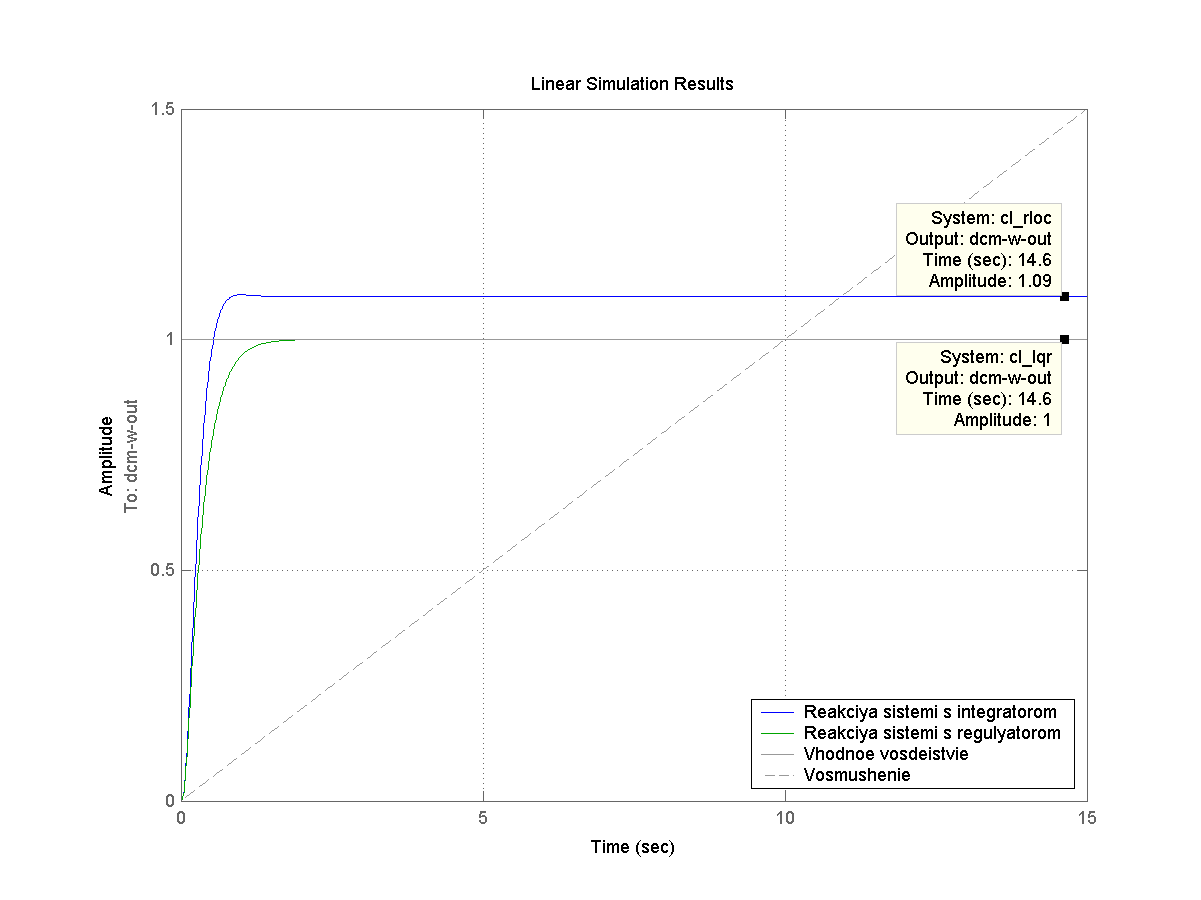 Linear Simulation Results
1.5
1
0.5
0
Amplitude
To: dcm-w-out
System: cl_rloc
Output: dcm-w-out
Time (sec): 14.6
Amplitude: 1.09
System: cl_lqr
Output: dcm-w-out
Time (sec): 14.6
Amplitude: 1
Reakciya sistemi s integratorom
Reakciya sistemi s regulyatorom
Vhodnoe vosdeistvie
Vosmushenie
0 5 10 15
Time (sec)